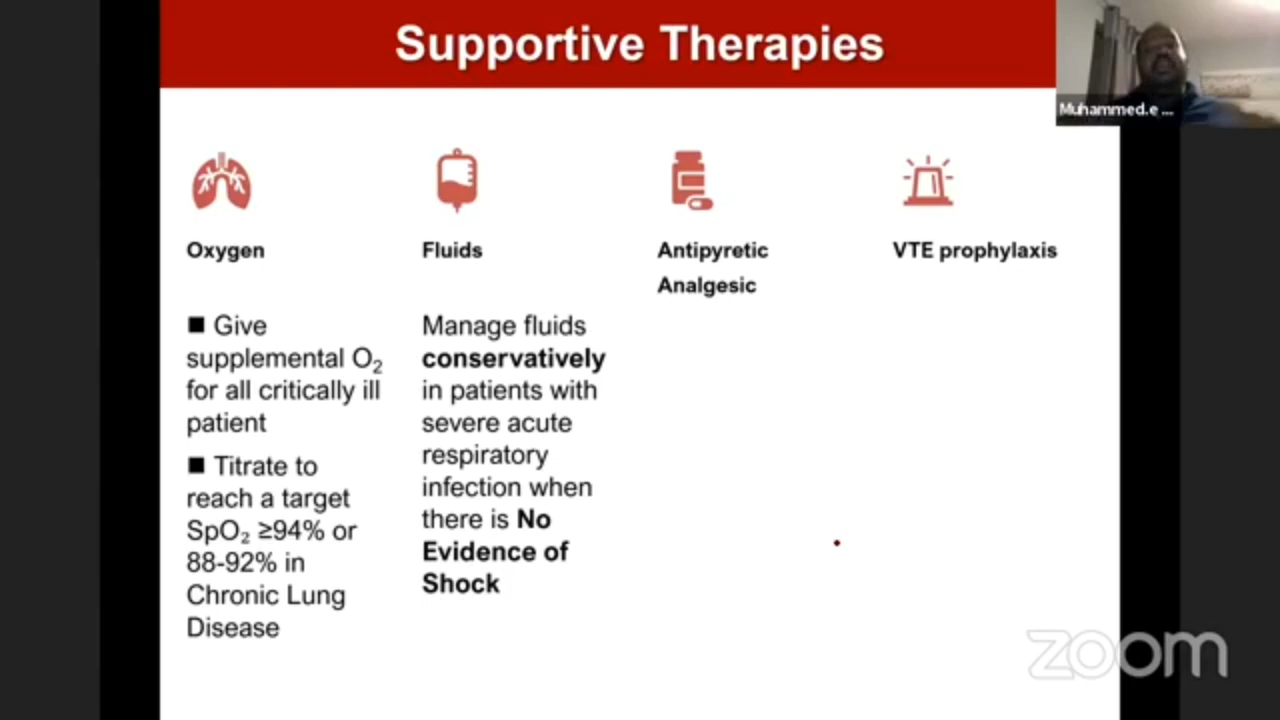 Supportive Therapies
Muhammed.e ...
Oxygen
■ Give
supplemental O₂
for all critically ill
patient
■ Titrate to
reach a target
SpO₂ ≥94% or
88-92% in
Chronic Lung
Disease
Fluids
Manage fluids
conservatively
in patients with
severe acute
respiratory
infection when
there is No
Evidence of
Shock
Antipyretic
Analgesic
VTE prophylaxis
zoom